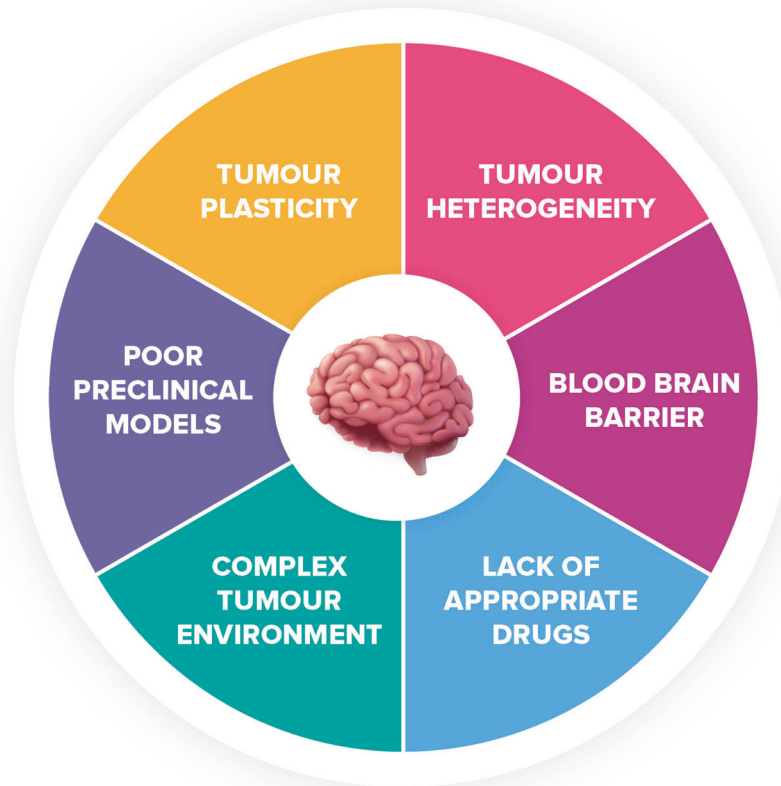 TUMOUR
PLASTICITY
TUMOUR
HETEROGENEITY
POOR
PRECLINICAL
MODELS
BLOOD BRAIN
BARRIER
COMPLEX
TUMOUR
ENVIRONMENT
LACK OF
APPROPRIATE
DRUGS